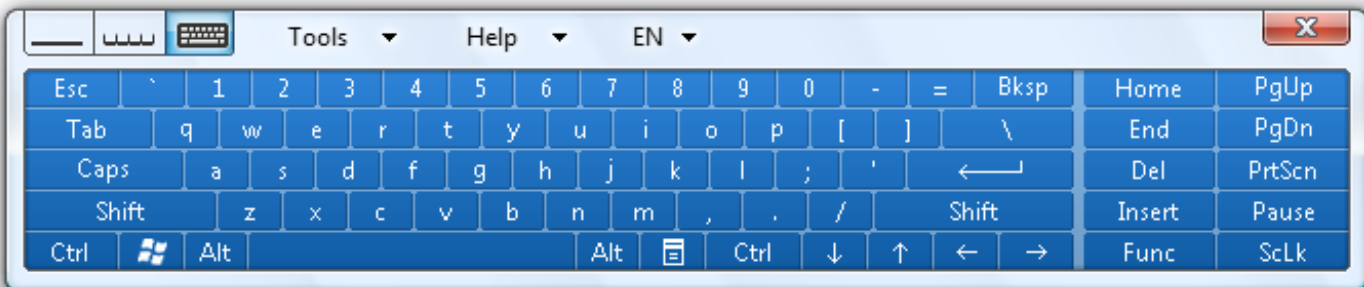 Tools Help EN X
Esc ` 1 2 3 4 5 6 7 8 9 0 - = Bksp Home PgUp
Tab q w e r t y u i o p [ ] \ End PgDn
Caps a s d f g h j k l ; ' Del PrtScn
Shift z x c v b n m , . / Shift Insert Pause
Ctrl Alt Alt Ctrl ↓ ↑ ← → Func ScLk